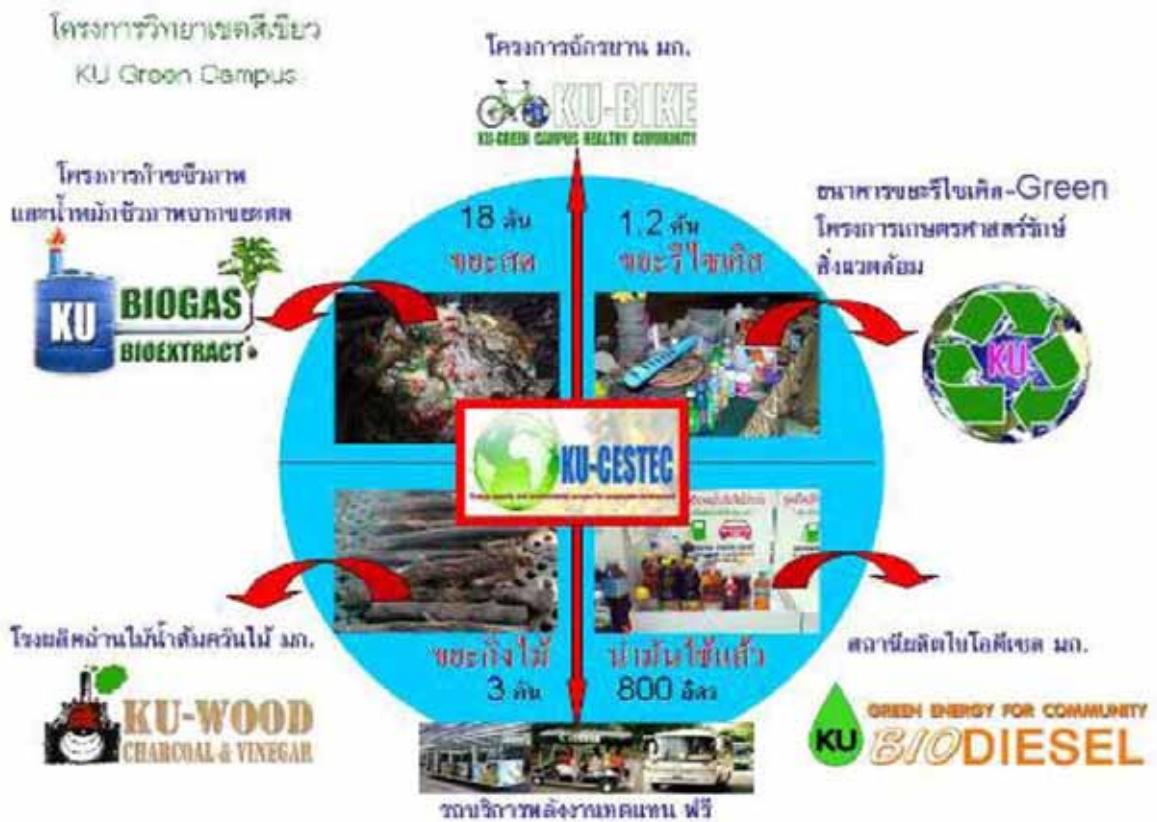 โครงการวิทยาเขตสีเขียว
KU Green Campus
โครงการจักรยาน มก.
KU-BIKE
KU-GREEN CAMPUS HEALTHY COMMUNITY
โครงการก๊าซชีวภาพ
และน้ำหมักชีวภาพจากขยะสด
KU BIOGAS
BIOEXTRACT
18 ตัน
ขยะสด
1.2 ตัน
ขยะรีไซเคิล
ธนาคารขยะรีไซเคิล-Green
โครงการเกษตรศาสตร์รักษ์
สิ่งแวดล้อม
KU
KU-CESTEC
โรงผลิตถ่านไม้น้ำส้มควันไม้ มก.
KU-WOOD
CHARCOAL & VINEGAR
ขยะกิ่งไม้
3 ตัน
น้ำมันใช้แล้ว
800 ลิตร
สถานีผลิตไบโอดีเซล มก.
GREEN ENERGY FOR COMMUNITY
KU BIODIESEL
รถบริการพลังงานทดแทน ฟรี